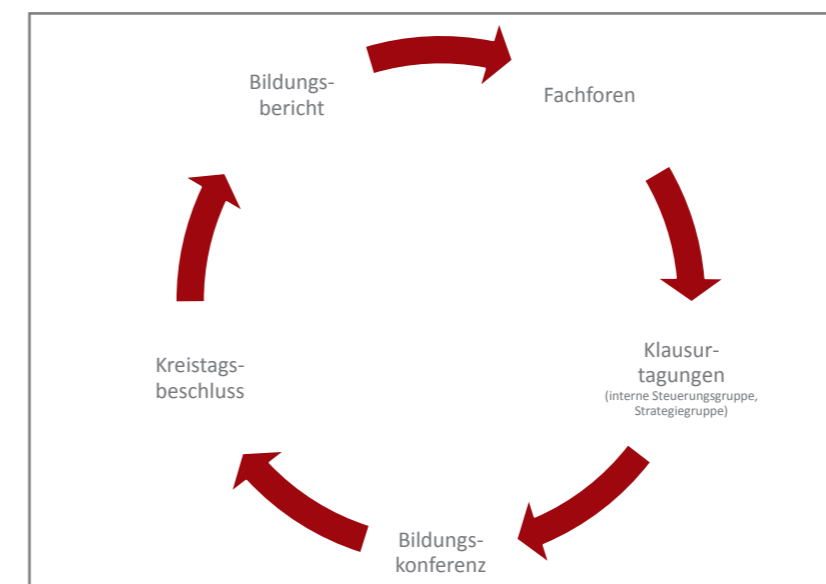 Bildungs-
bericht
Fachforen
Klausur-
tagungen
(interne Steuerungsgruppe,
Strategiegruppe)
Bildungs-
konferenz
Kreistags-
beschluss